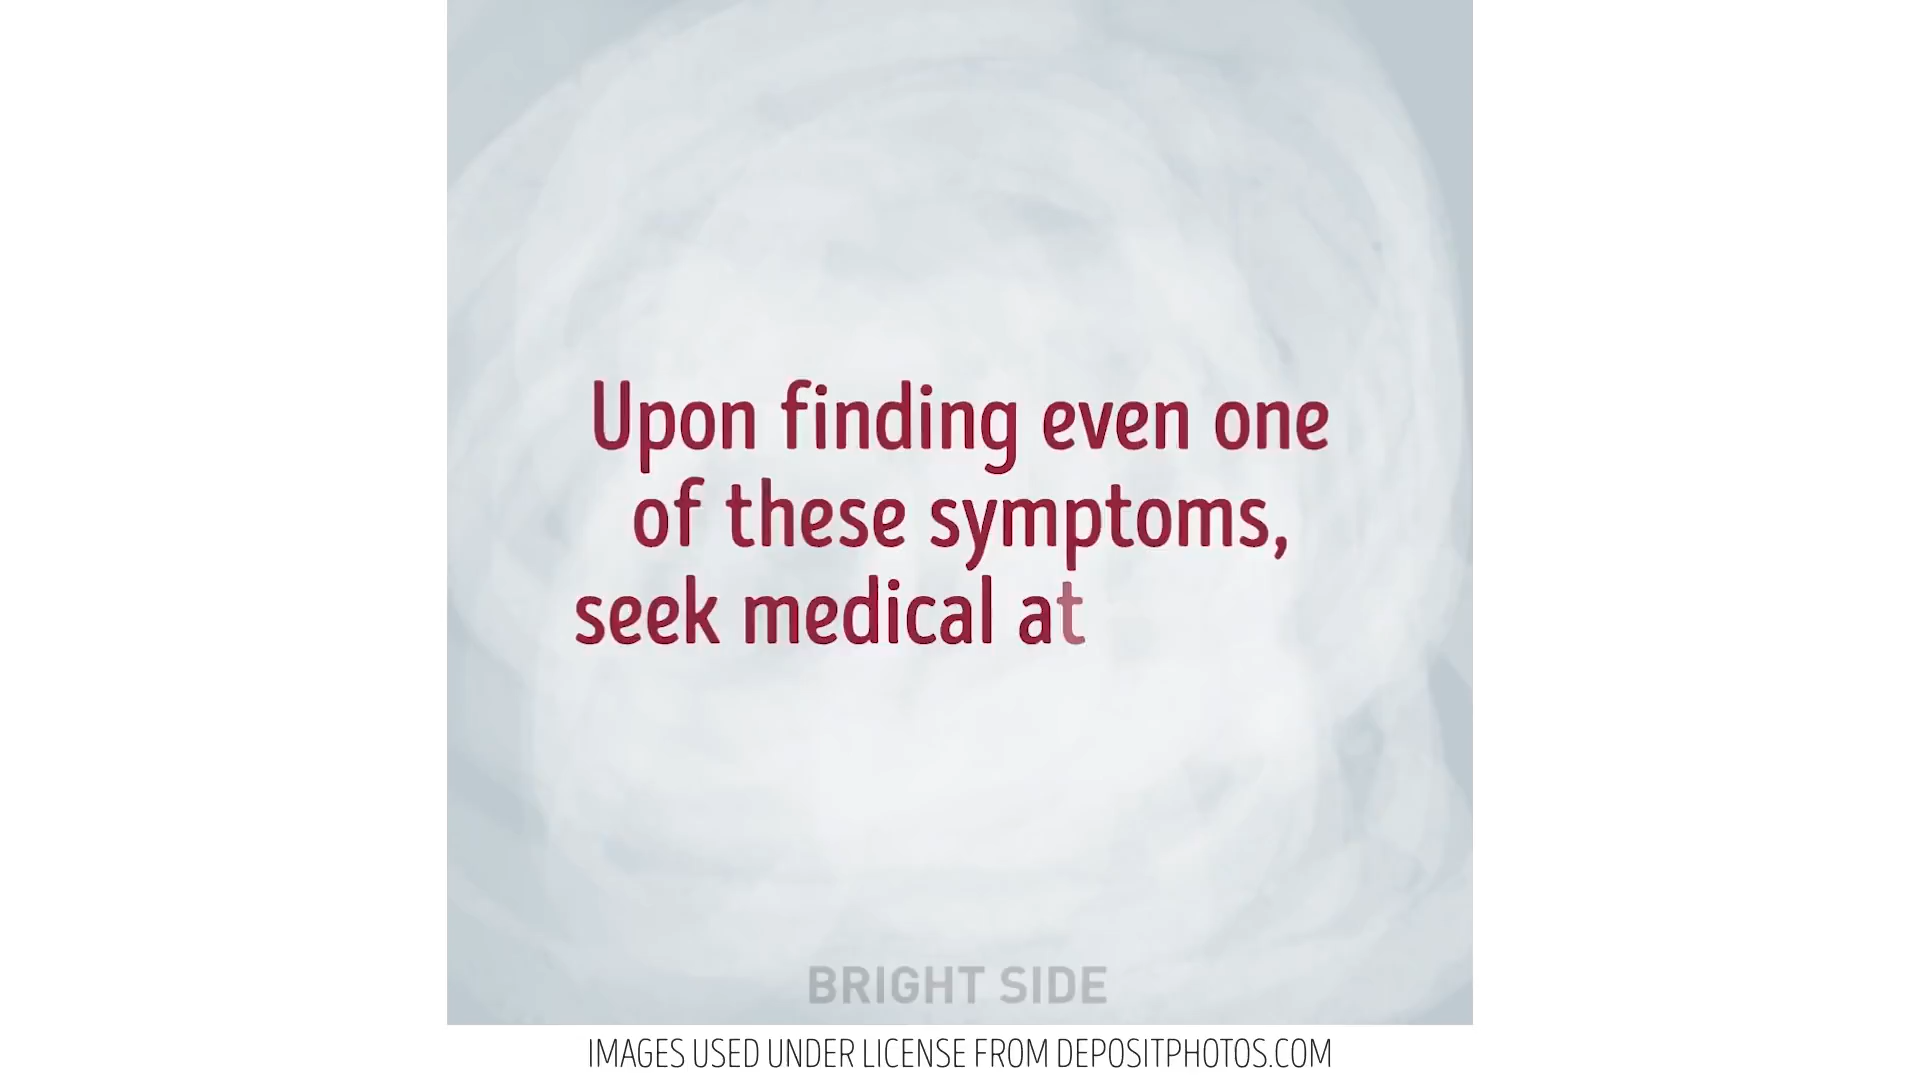 Upon finding even one
of these symptoms,
seek medical at
BRIGHT SIDE
IMAGES USED UNDER LICENSE FROM DEPOSITPHOTOS.COM